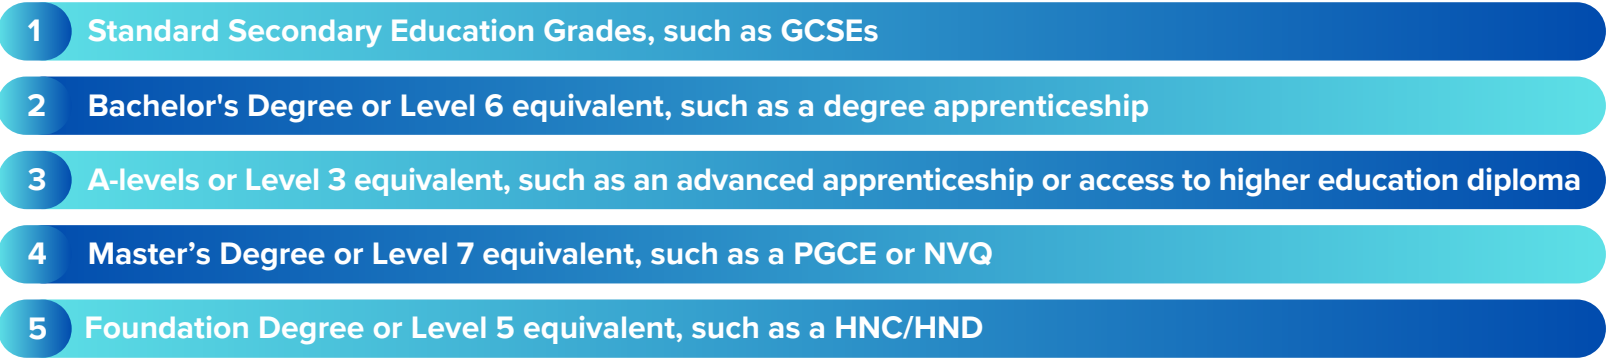 1 Standard Secondary Education Grades, such as GCSEs
2 Bachelor's Degree or Level 6 equivalent, such as a degree apprenticeship
3 A-levels or Level 3 equivalent, such as an advanced apprenticeship or access to higher education diploma
4 Master’s Degree or Level 7 equivalent, such as a PGCE or NVQ
5 Foundation Degree or Level 5 equivalent, such as a HNC/HND